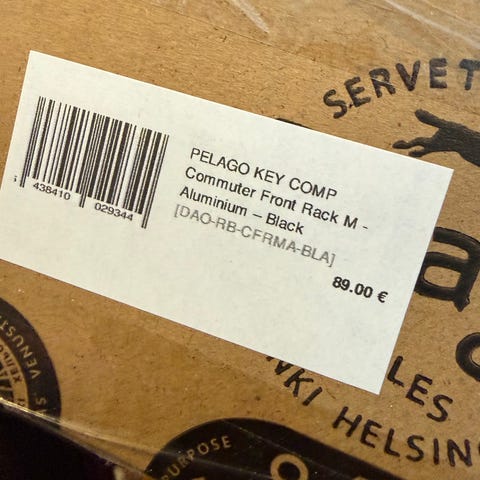 SERVET
PELAGO KEY COMP
Commuter Front Rack M -
Aluminium – Black
[DAO-RB-CFRMA-BLA]
89.00 €
438410 029344
a
LES
NKI HELSIN
PURPOSE
VENUST